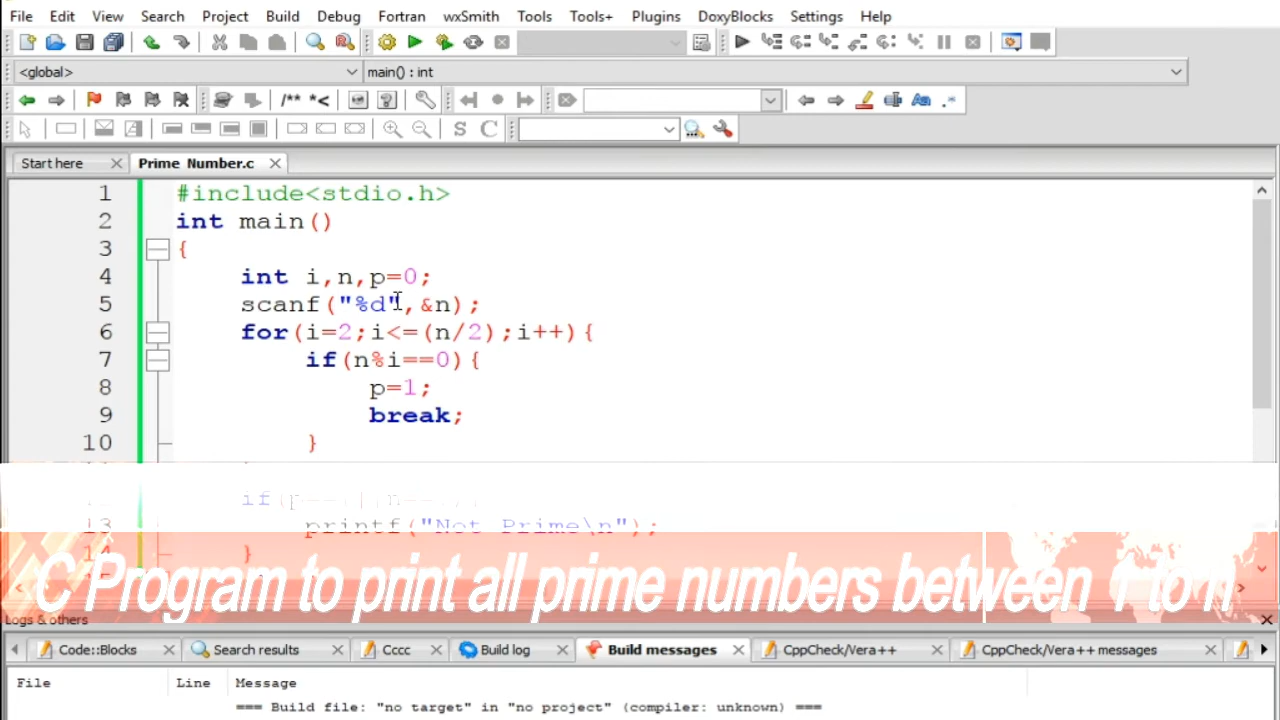 File Edit View Search Project Build Debug Fortran wxSmith Tools Tools+ Plugins DoxyBlocks Settings Help
<global> main() : int
/** *<
S C
Start here Prime Number.c
1 #include<stdio.h>
2 int main()
3 {
4 int i,n,p=0;
5 scanf("%d",&n);
6 for(i=2;i<=(n/2);i++){
7 if(n%i==0){
8 p=1;
9 break;
10 }
13 printf("Not Prime\n");
14 }
C Program to print all prime numbers between 1 to n
Logs & others
Code::Blocks Search results Cccc Build log Build messages CppCheck/Vera++ CppCheck/Vera++ messages
File Line Message
=== Build file: "no target" in "no project" (compiler: unknown) ===